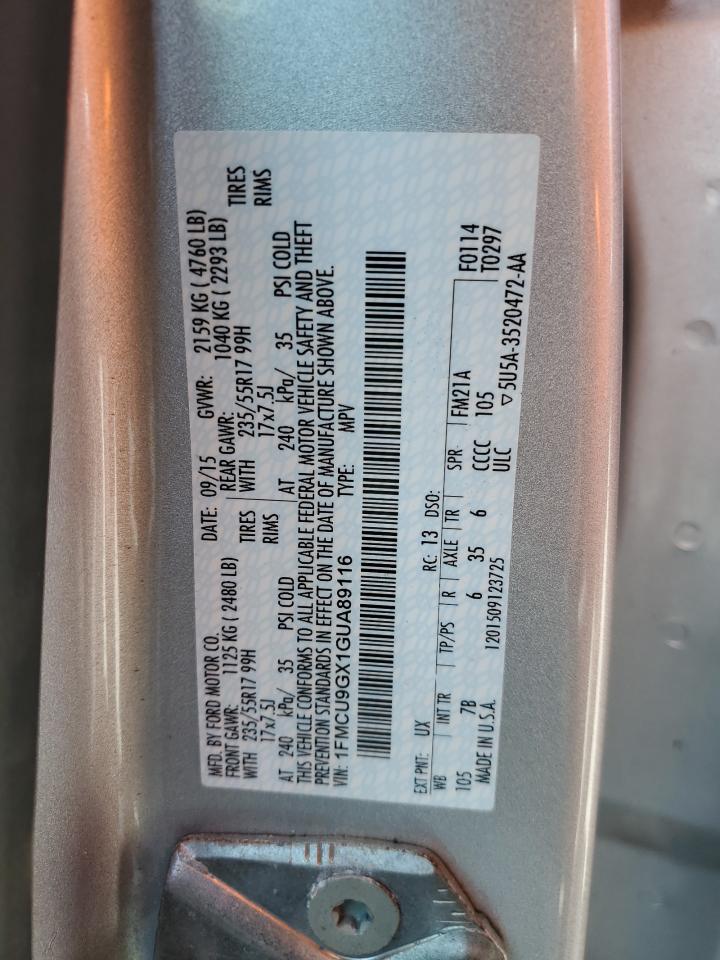 MFD. BY FORD MOTOR CO. DATE: 09/15 GVWR: 2159 KG ( 4760 LB)
FRONT GAWR: 1125 KG ( 2480 LB) REAR GAWR: 1040 KG ( 2293 LB)
WITH 235/55R17 99H TIRES WITH 235/55R17 99H TIRES
17x7.5J RIMS 17x7.5J RIMS
AT 240 kPa/ 35 PSI COLD AT 240 kPa/ 35 PSI COLD
THIS VEHICLE CONFORMS TO ALL APPLICABLE FEDERAL MOTOR VEHICLE SAFETY AND THEFT
PREVENTION STANDARDS IN EFFECT ON THE DATE OF MANUFACTURE SHOWN ABOVE.
VIN: 1FMCU9GX1GUA89116 TYPE: MPV
EXT PNT: UX RC: 13 DSO: F0114
WB INT TR TP/PS R AXLE TR SPR FM21A T0297
105 7B 6 35 6 CCCC 105
MADE IN U.S.A. 1201509123725 ULC ▽5U5A-3520472-AA